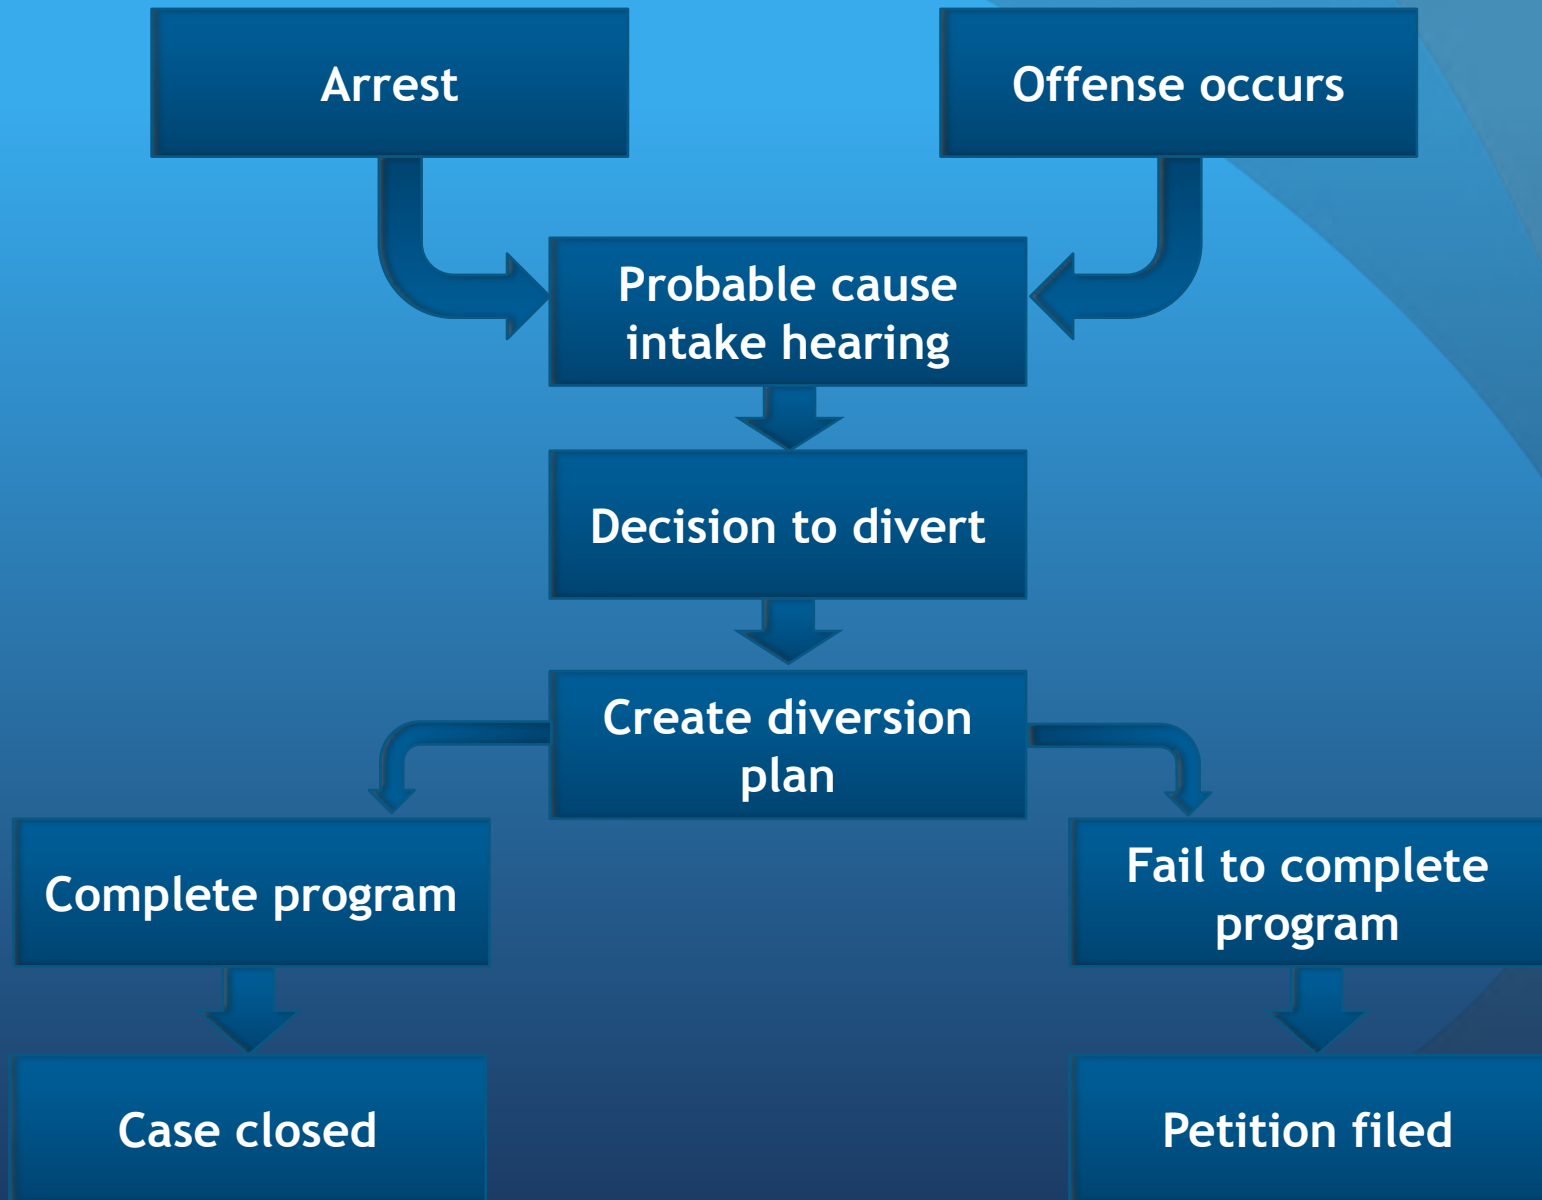 Arrest
Offense occurs
Probable cause
intake hearing
Decision to divert
Create diversion
plan
Complete program
Fail to complete
program
Case closed
Petition filed